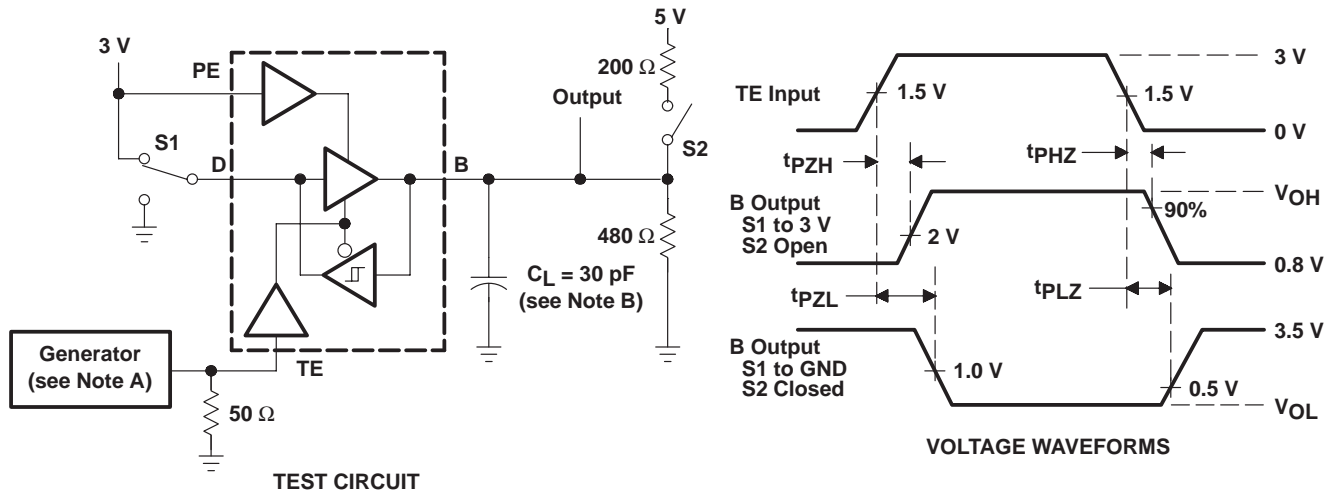 3 V
PE
S1
D
B
Output
5 V
200 Ω
S2
480 Ω
CL = 30 pF
(see Note B)
TE
Generator
(see Note A)
50 Ω
TEST CIRCUIT
TE Input
1.5 V
1.5 V
3 V
0 V
tPZH
tPHZ
B Output
S1 to 3 V
S2 Open
2 V
90%
VOH
0.8 V
tPZL
tPLZ
B Output
S1 to GND
S2 Closed
1.0 V
0.5 V
3.5 V
VOL
VOLTAGE WAVEFORMS